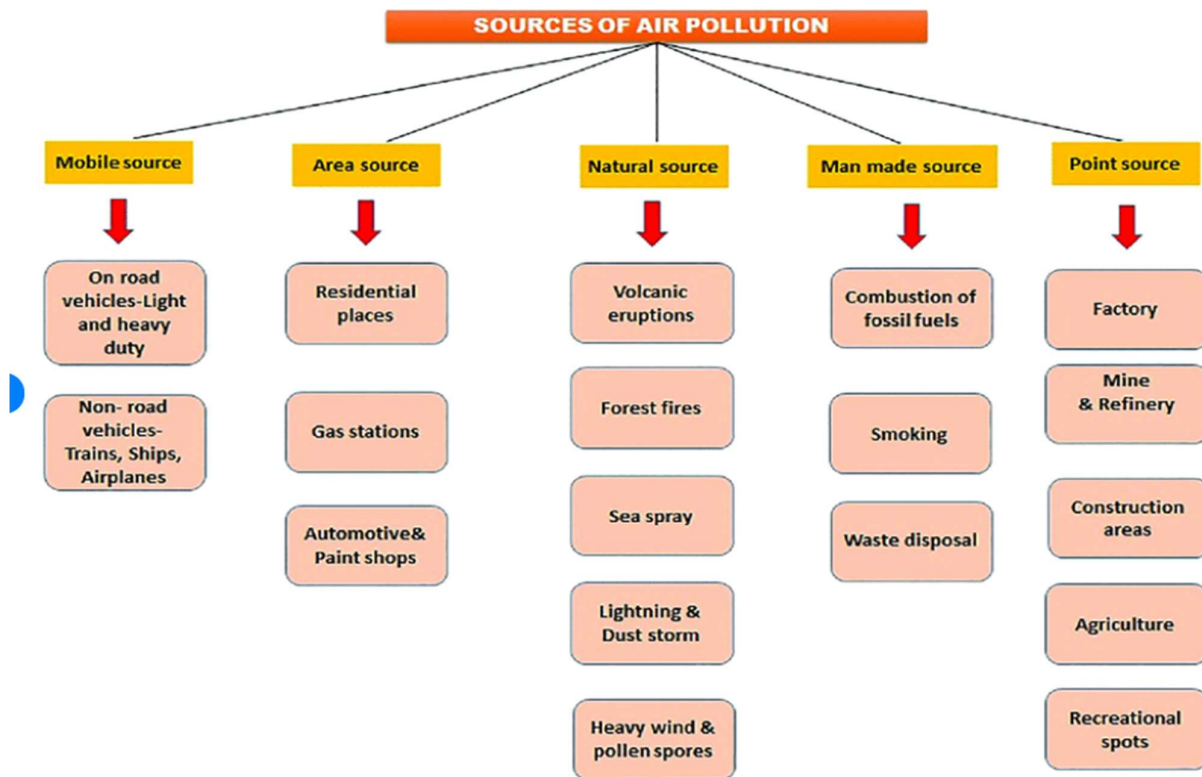 SOURCES OF AIR POLLUTION
Mobile source
On road
vehicles-Light
and heavy
duty
Non- road
vehicles-
Trains, Ships,
Airplanes
Area source
Residential
places
Gas stations
Automotive&
Paint shops
Natural source
Volcanic
eruptions
Forest fires
Sea spray
Lightning &
Dust storm
Heavy wind &
pollen spores
Man made source
Combustion of
fossil fuels
Smoking
Waste disposal
Point source
Factory
Mine
& Refinery
Construction
areas
Agriculture
Recreational
spots